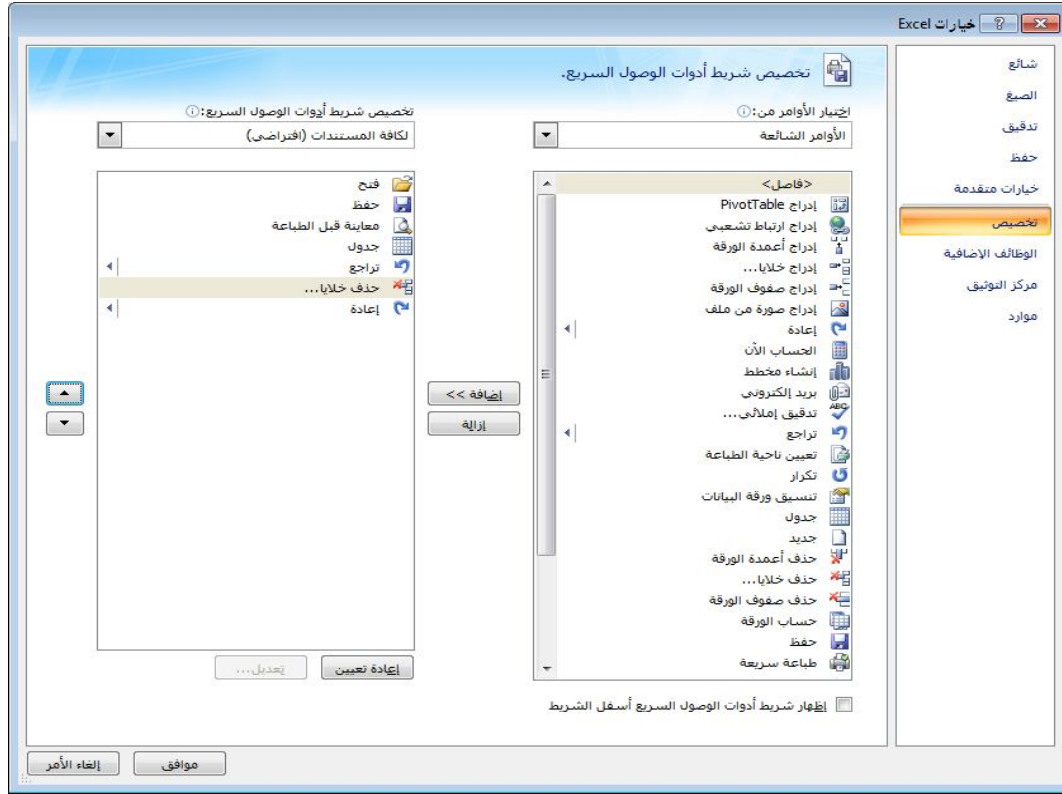 خيارات Excel
شائع
الصيغ
تدقيق
حفظ
خيارات متقدمة
تخصيص
الوظائف الإضافية
مركز التوثيق
موارد
تخصيص شريط أدوات الوصول السريع.
اختيار الأوامر من:
الأوامر الشائعة
<فاصل>
إدراج PivotTable
إدراج ارتباط تشعبي
إدراج أعمدة الورقة
إدراج خلايا...
إدراج صفوف الورقة
إدراج صورة من ملف
إعادة
الحساب الآن
إنشاء مخطط
بريد إلكتروني
تدقيق إملائي...
تراجع
تعيين ناحية الطباعة
تكرار
تنسيق ورقة البيانات
جدول
جديد
حذف أعمدة الورقة
حذف خلايا...
حذف صفوف الورقة
حساب الورقة
حفظ
طباعة سريعة
إظهار شريط أدوات الوصول السريع أسفل الشريط
إضافة >>
إزالة
تخصيص شريط أدوات الوصول السريع:
لكافة المستندات (افتراضي)
فتح
حفظ
معاينة قبل الطباعة
جدول
تراجع
حذف خلايا...
إعادة
إعادة تعيين
تعديل...
موافق
إلغاء الأمر